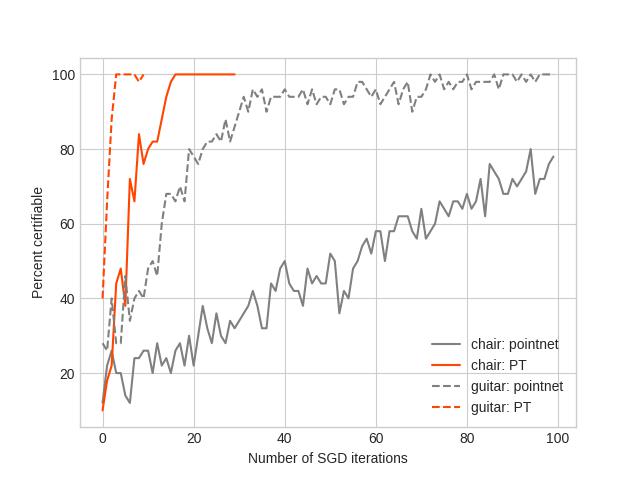 100
80
60
40
20
Percent certifiable
chair: pointnet
chair: PT
guitar: pointnet
guitar: PT
0 20 40 60 80 100
Number of SGD iterations